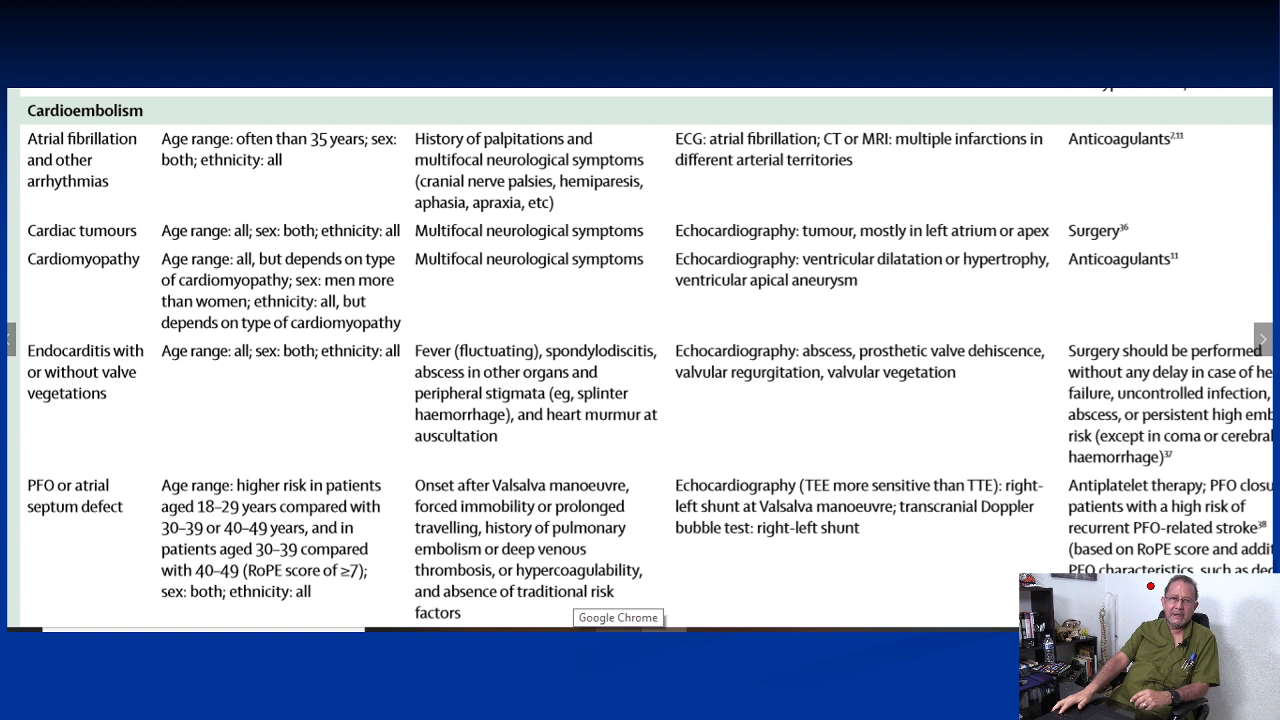 Cardioembolism
Atrial fibrillation
and other
arrhythmias
Age range: often than 35 years; sex:
both; ethnicity: all
History of palpitations and
multifocal neurological symptoms
(cranial nerve palsies, hemiparesis,
aphasia, apraxia, etc)
ECG: atrial fibrillation; CT or MRI: multiple infarctions in
different arterial territories
Anticoagulants7,11
Cardiac tumours
Age range: all; sex: both; ethnicity: all
Multifocal neurological symptoms
Echocardiography: tumour, mostly in left atrium or apex
Surgery36
Cardiomyopathy
Age range: all, but depends on type
of cardiomyopathy; sex: men more
than women; ethnicity: all, but
depends on type of cardiomyopathy
Multifocal neurological symptoms
Echocardiography: ventricular dilatation or hypertrophy,
ventricular apical aneurysm
Anticoagulants11
Endocarditis with
or without valve
vegetations
Age range: all; sex: both; ethnicity: all
Fever (fluctuating), spondylodiscitis,
abscess in other organs and
peripheral stigmata (eg, splinter
haemorrhage), and heart murmur at
auscultation
Echocardiography: abscess, prosthetic valve dehiscence,
valvular regurgitation, valvular vegetation
Surgery should be performed
without any delay in case of he
failure, uncontrolled infection,
abscess, or persistent high emb
risk (except in coma or cerebral
haemorrhage)37
PFO or atrial
septum defect
Age range: higher risk in patients
aged 18–29 years compared with
30–39 or 40–49 years, and in
patients aged 30–39 compared
with 40–49 (RoPE score of ≥7);
sex: both; ethnicity: all
Onset after Valsalva manoeuvre,
forced immobility or prolonged
travelling, history of pulmonary
embolism or deep venous
thrombosis, or hypercoagulability,
and absence of traditional risk
factors
Echocardiography (TEE more sensitive than TTE): right-
left shunt at Valsalva manoeuvre; transcranial Doppler
bubble test: right-left shunt
Antiplatelet therapy; PFO closu
patients with a high risk of
recurrent PFO-related stroke38
(based on RoPE score and addit
PFO characteristics, such as dee
Google Chrome